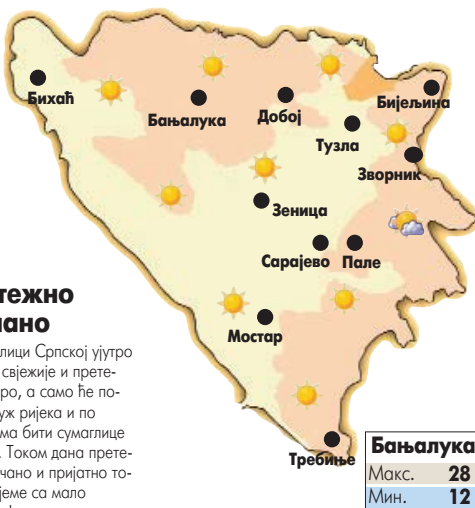 Бихаћ
Бањалука
Добој
Бијељина
Тузла
Зворник
Зеница
Сарајево
Пале
Мостар
Требиње
тежно
ано
лици Српској ујутро
свјежије и прете-
ро, а само ће по-
уж ријека и по
ма бити сумаглице
. Током дана прете-
чано и пријатно то-
јеме са мало
Бањалука
Макс. 28
Мин. 12